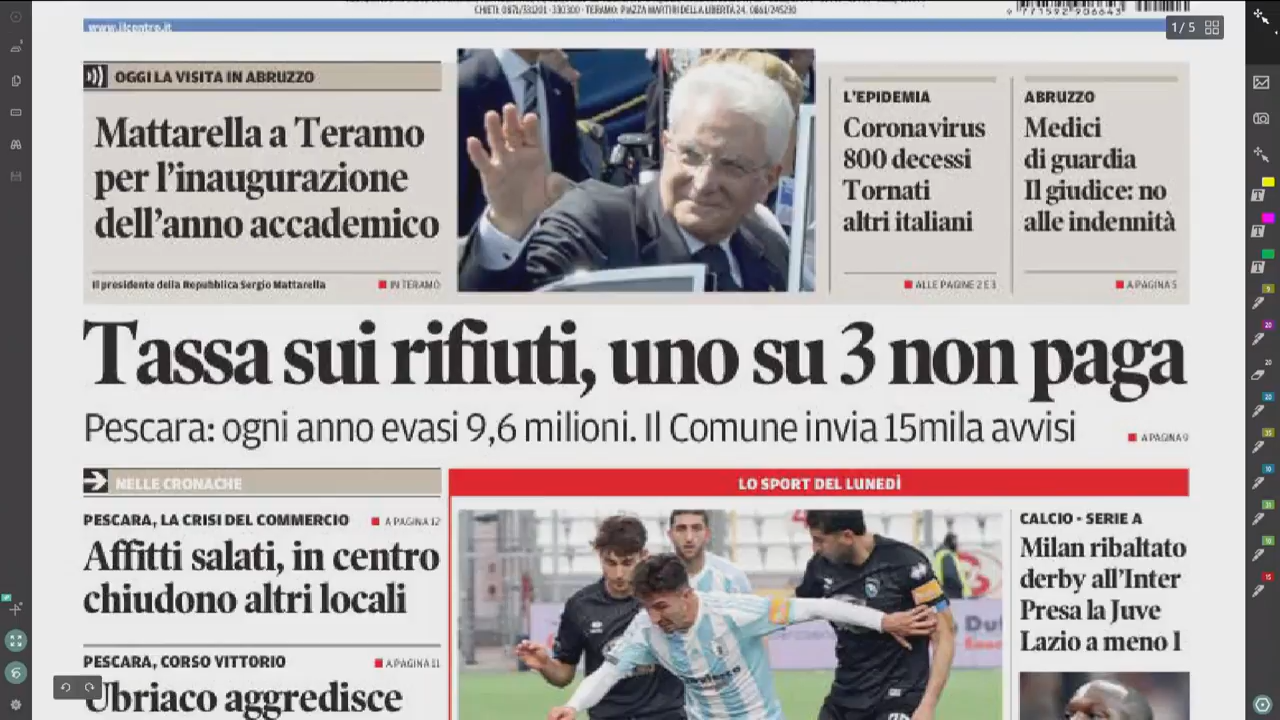 CHIETI: 0871/331201 - 330300 - TERAMO: PIAZZA MARTIRI DELLA LIBERTÀ 24, 0861/245230
9 771592 906643
www.ilcentro.it
1/5
OGGI LA VISITA IN ABRUZZO
Mattarella a Teramo
per l'inaugurazione
dell'anno accademico
Il presidente della Repubblica Sergio Mattarella
IN TERAMO
L'EPIDEMIA
Coronavirus
800 decessi
Tornati
altri italiani
ALLE PAGINE 2 E 3
ABRUZZO
Medici
di guardia
Il giudice: no
alle indennità
A PAGINA 5
Tassa sui rifiuti, uno su 3 non paga
Pescara: ogni anno evasi 9,6 milioni. Il Comune invia 15mila avvisi
A PAGINA 9
NELLE CRONACHE
PESCARA, LA CRISI DEL COMMERCIO
A PAGINA 12
Affitti salati, in centro
chiudono altri locali
PESCARA, CORSO VITTORIO
A PAGINA 11
Ubriaco aggredisce
LO SPORT DEL LUNEDÌ
CALCIO - SERIE A
Milan ribaltato
derby all'Inter
Presa la Juve
Lazio a meno 1